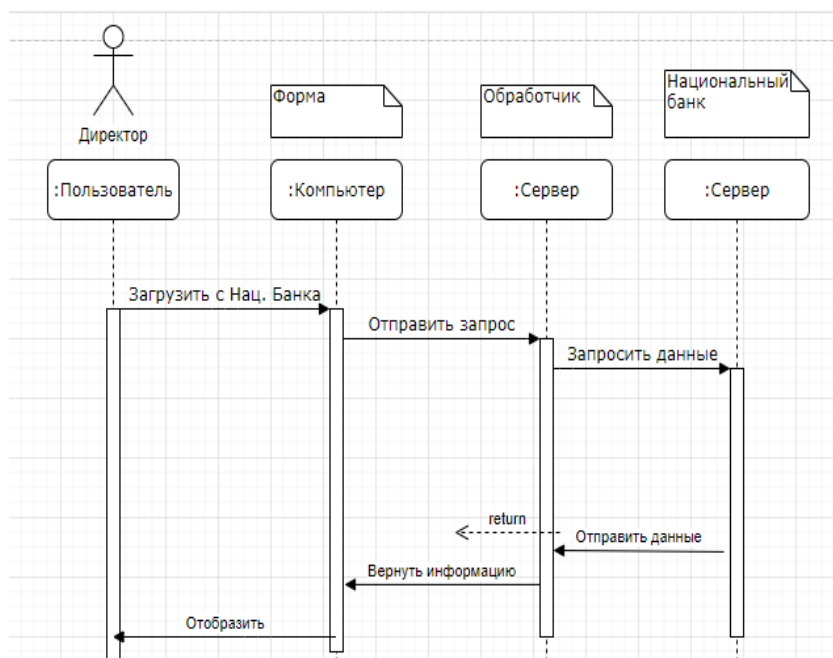 Директор
Форма
Обработчик
Национальный
банк
:Пользователь
:Компьютер
:Сервер
:Сервер
Загрузить с Нац. Банка
Отправить запрос
Запросить данные
return
Отправить данные
Вернуть информацию
Отобразить